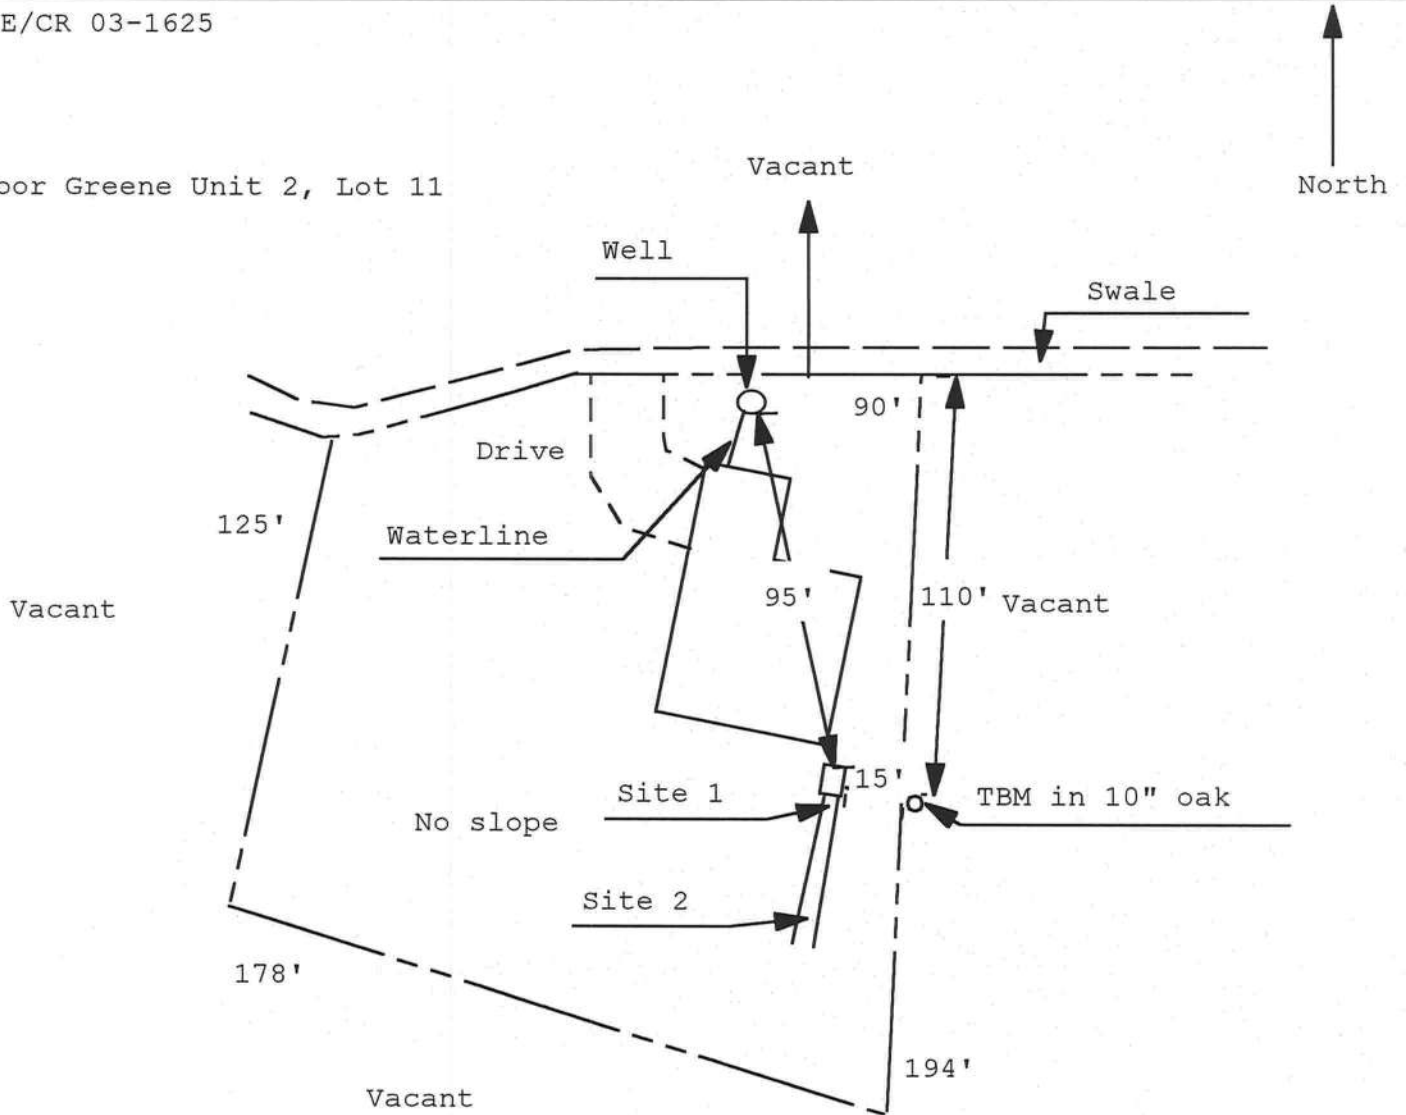 E/CR 03-1625
North
oor Greene Unit 2, Lot 11
Vacant
Well
Swale
90'
Drive
125'
Waterline
Vacant
95'
110' Vacant
15'
Site 1
TBM in 10" oak
No slope
Site 2
178'
194'
Vacant